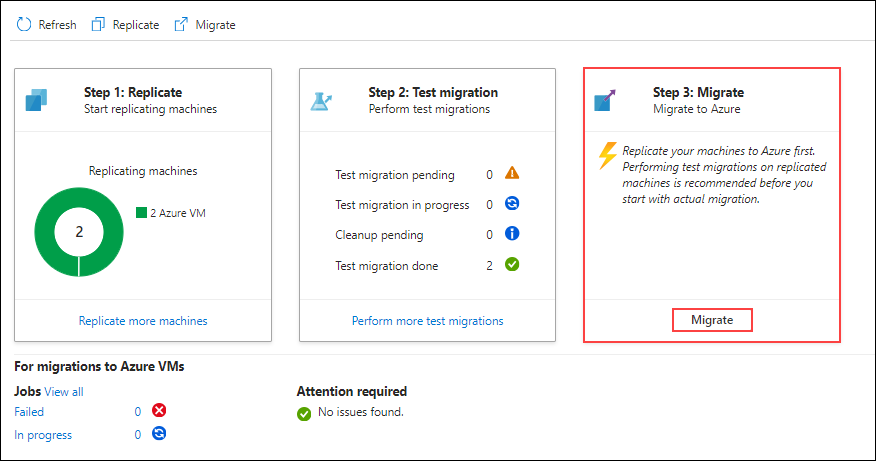 Refresh Replicate Migrate
Step 1: Replicate
Start replicating machines
Replicating machines
2
2 Azure VM
Replicate more machines
Step 2: Test migration
Perform test migrations
Test migration pending 0
Test migration in progress 0
Cleanup pending 0
Test migration done 2
Perform more test migrations
Step 3: Migrate
Migrate to Azure
Replicate your machines to Azure first.
Performing test migrations on replicated
machines is recommended before you
start with actual migration.
Migrate
For migrations to Azure VMs
Jobs View all
Failed 0
In progress 0
Attention required
No issues found.